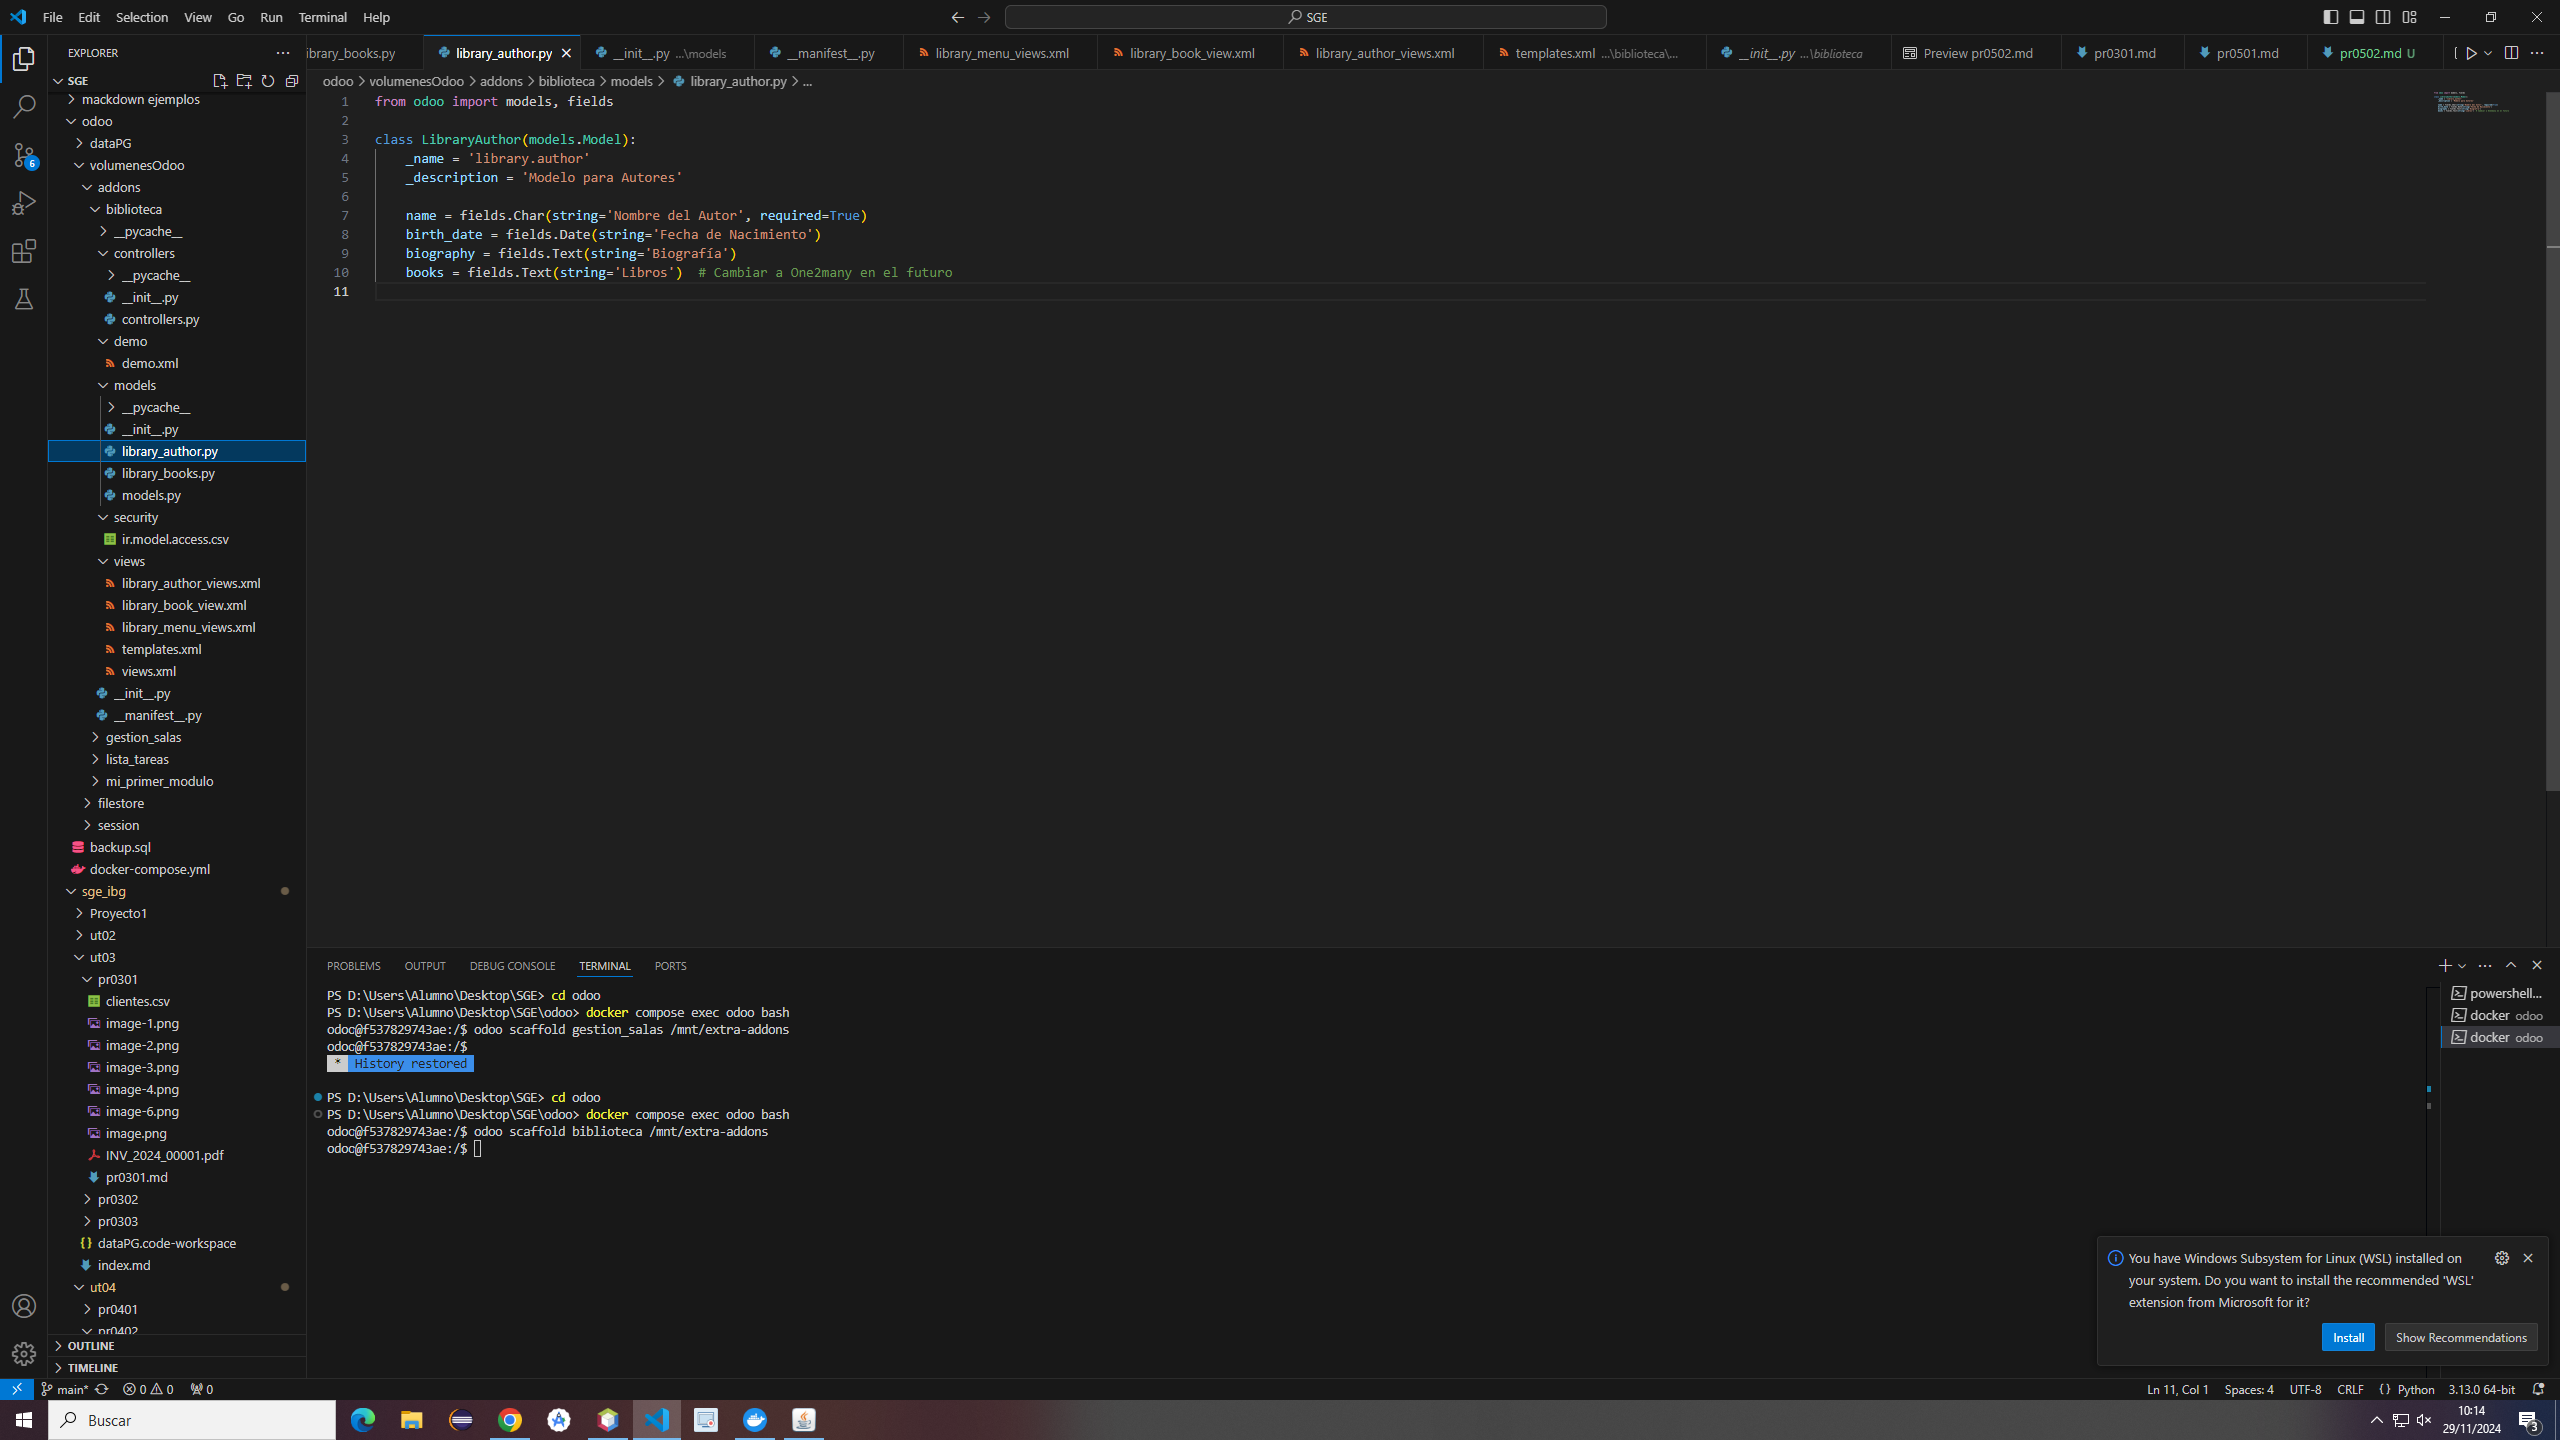 File Edit Selection View Go Run Terminal Help
SGE
EXPLORER
SGE
mackdown ejemplos
odoo
dataPG
volumenesOdoo
addons
biblioteca
__pycache__
controllers
__pycache__
__init__.py
controllers.py
demo
demo.xml
models
__pycache__
__init__.py
library_author.py
library_books.py
models.py
security
ir.model.access.csv
views
library_author_views.xml
library_book_view.xml
library_menu_views.xml
templates.xml
views.xml
__init__.py
__manifest__.py
gestion_salas
lista_tareas
mi_primer_modulo
filestore
session
backup.sql
docker-compose.yml
sge_ibg
Proyecto1
ut02
ut03
pr0301
clientes.csv
image-1.png
image-2.png
image-3.png
image-4.png
image-6.png
image.png
INV_2024_00001.pdf
pr0301.md
pr0302
pr0303
dataPG.code-workspace
index.md
ut04
pr0401
pr0402
OUTLINE
TIMELINE
ibrary_books.py library_author.py __init__.py ...\models __manifest__.py library_menu_views.xml library_book_view.xml library_author_views.xml templates.xml ...\biblioteca\... __init__.py ...\biblioteca Preview pr0502.md pr0301.md pr0501.md pr0502.md U
odoo > volumenesOdoo > addons > biblioteca > models > library_author.py > ...
1 from odoo import models, fields
2
3 class LibraryAuthor(models.Model):
4 _name = 'library.author'
5 _description = 'Modelo para Autores'
6
7 name = fields.Char(string='Nombre del Autor', required=True)
8 birth_date = fields.Date(string='Fecha de Nacimiento')
9 biography = fields.Text(string='Biografía')
10 books = fields.Text(string='Libros') # Cambiar a One2many en el futuro
11
PROBLEMS OUTPUT DEBUG CONSOLE TERMINAL PORTS
PS D:\Users\Alumno\Desktop\SGE> cd odoo
PS D:\Users\Alumno\Desktop\SGE\odoo> docker compose exec odoo bash
odoo@f537829743ae:/$ odoo scaffold gestion_salas /mnt/extra-addons
odoo@f537829743ae:/$
* History restored
PS D:\Users\Alumno\Desktop\SGE> cd odoo
PS D:\Users\Alumno\Desktop\SGE\odoo> docker compose exec odoo bash
odoo@f537829743ae:/$ odoo scaffold biblioteca /mnt/extra-addons
odoo@f537829743ae:/$
powershell...
docker odoo
docker odoo
You have Windows Subsystem for Linux (WSL) installed on
your system. Do you want to install the recommended 'WSL'
extension from Microsoft for it?
Install Show Recommendations
6
main* 0 0 0 Ln 11, Col 1 Spaces: 4 UTF-8 CRLF {} Python 3.13.0 64-bit
Buscar
10:14
29/11/2024
3